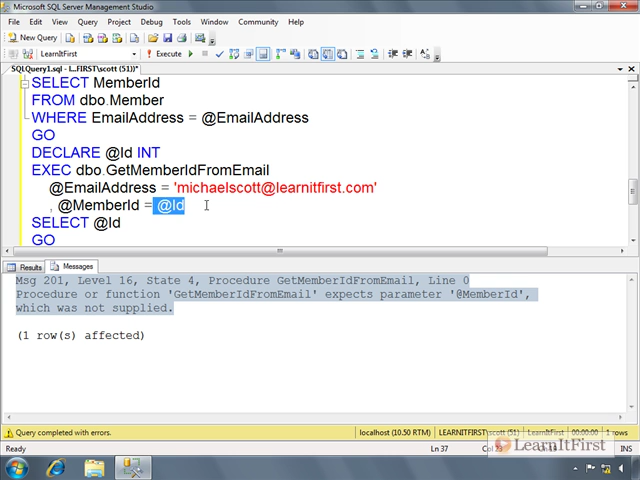 Microsoft SQL Server Management Studio
File Edit View Query Project Debug Tools Window Community Help
New Query
LearnItFirst Execute
SQLQuery1.sql - l...FIRST\scott (51))*
SELECT MemberId
FROM dbo.Member
WHERE EmailAddress = @EmailAddress
GO
DECLARE @Id INT
EXEC dbo.GetMemberIdFromEmail
@EmailAddress = 'michaelscott@learnitfirst.com'
, @MemberId = @Id
SELECT @Id
GO
Results Messages
Msg 201, Level 16, State 4, Procedure GetMemberIdFromEmail, Line 0
Procedure or function 'GetMemberIdFromEmail' expects parameter '@MemberId',
which was not supplied.
(1 row(s) affected)
Query completed with errors. localhost (10.50 RTM) LEARNITFIRST\scott (51) LearnItFirst 00:00:00 1 rows
LearnItFirst
Ready Ln 37 Col 23 INS